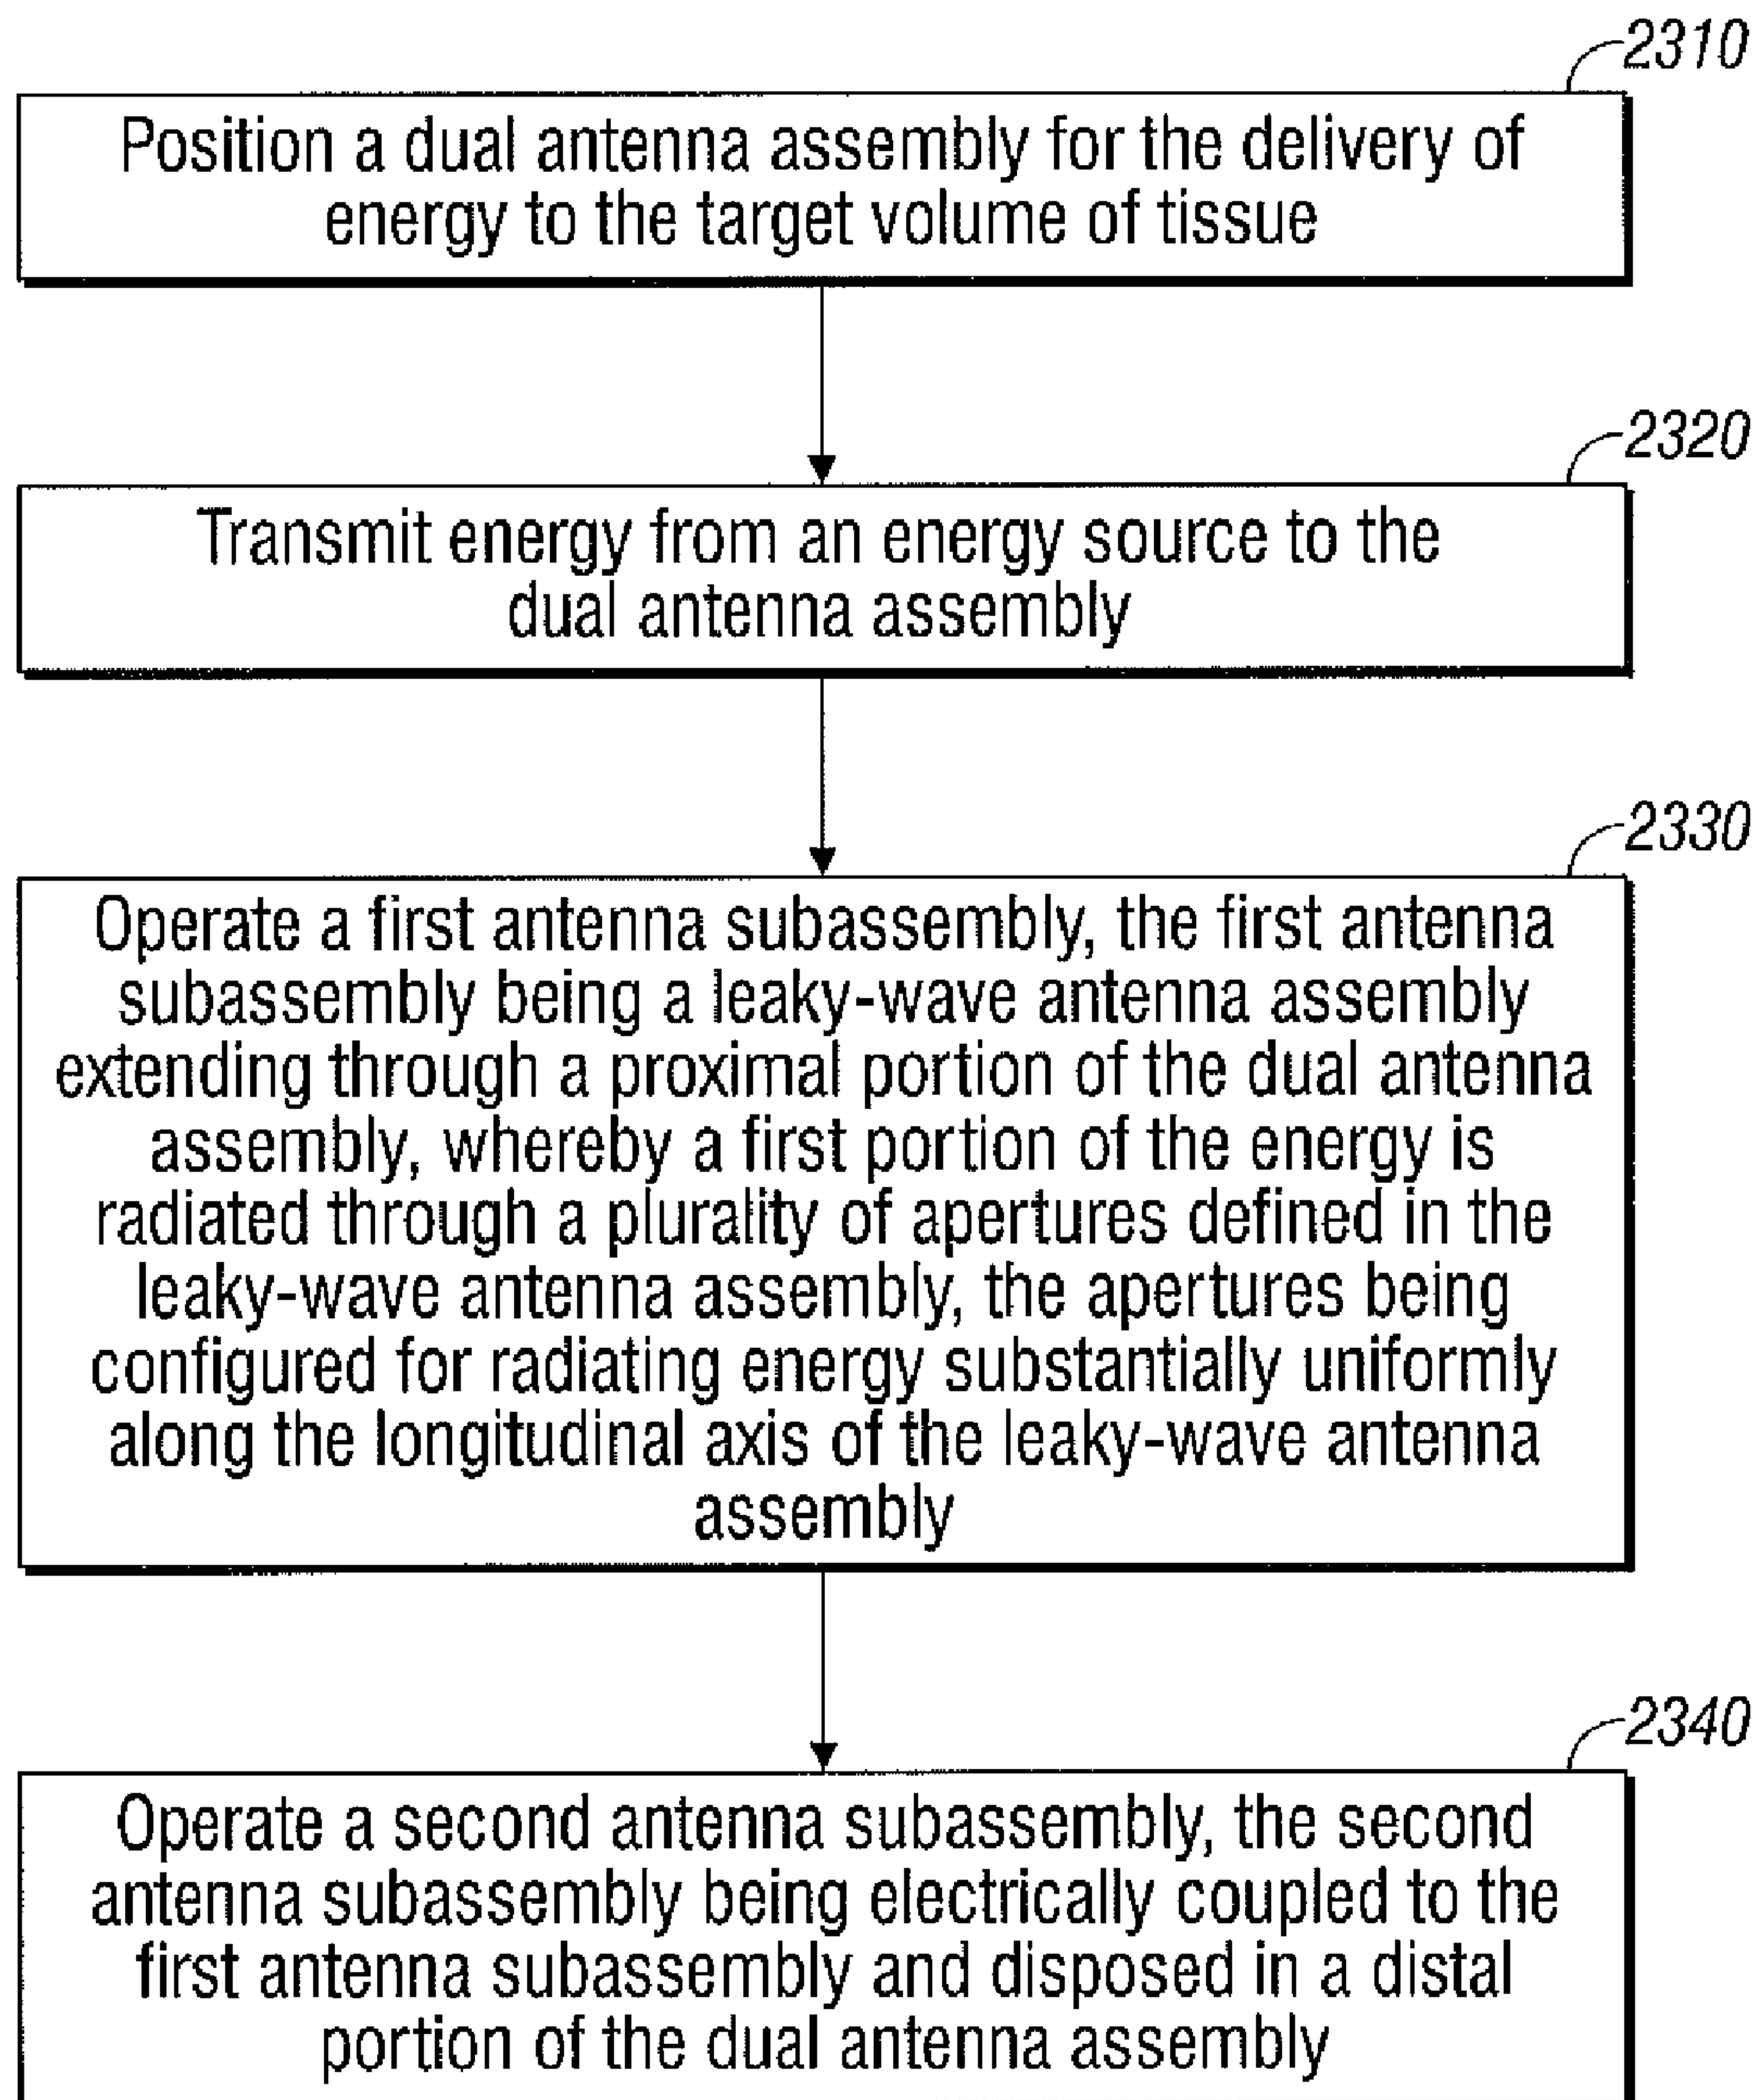 2310
Position a dual antenna assembly for the delivery of
energy to the target volume of tissue
2320
Transmit energy from an energy source to the
dual antenna assembly
2330
Operate a first antenna subassembly, the first antenna
subassembly being a leaky-wave antenna assembly
extending through a proximal portion of the dual antenna
assembly, whereby a first portion of the energy is
radiated through a plurality of apertures defined in the
leaky-wave antenna assembly, the apertures being
configured for radiating energy substantially uniformly
along the longitudinal axis of the leaky-wave antenna
assembly
2340
Operate a second antenna subassembly, the second
antenna subassembly being electrically coupled to the
first antenna subassembly and disposed in a distal
portion of the dual antenna assembly